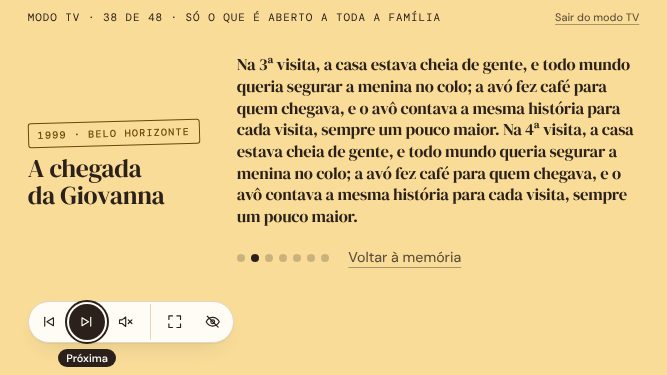 MODO TV · 38 DE 48 · SÓ O QUE É ABERTO A TODA A FAMÍLIA
Sair do modo TV
1999 · BELO HORIZONTE
A chegada
da Giovanna
Na 3ª visita, a casa estava cheia de gente, e todo mundo
queria segurar a menina no colo; a avó fez café para
quem chegava, e o avô contava a mesma história para
cada visita, sempre um pouco maior. Na 4ª visita, a casa
estava cheia de gente, e todo mundo queria segurar a
menina no colo; a avó fez café para quem chegava, e o
avô contava a mesma história para cada visita, sempre
um pouco maior.
Voltar à memória
Próxima